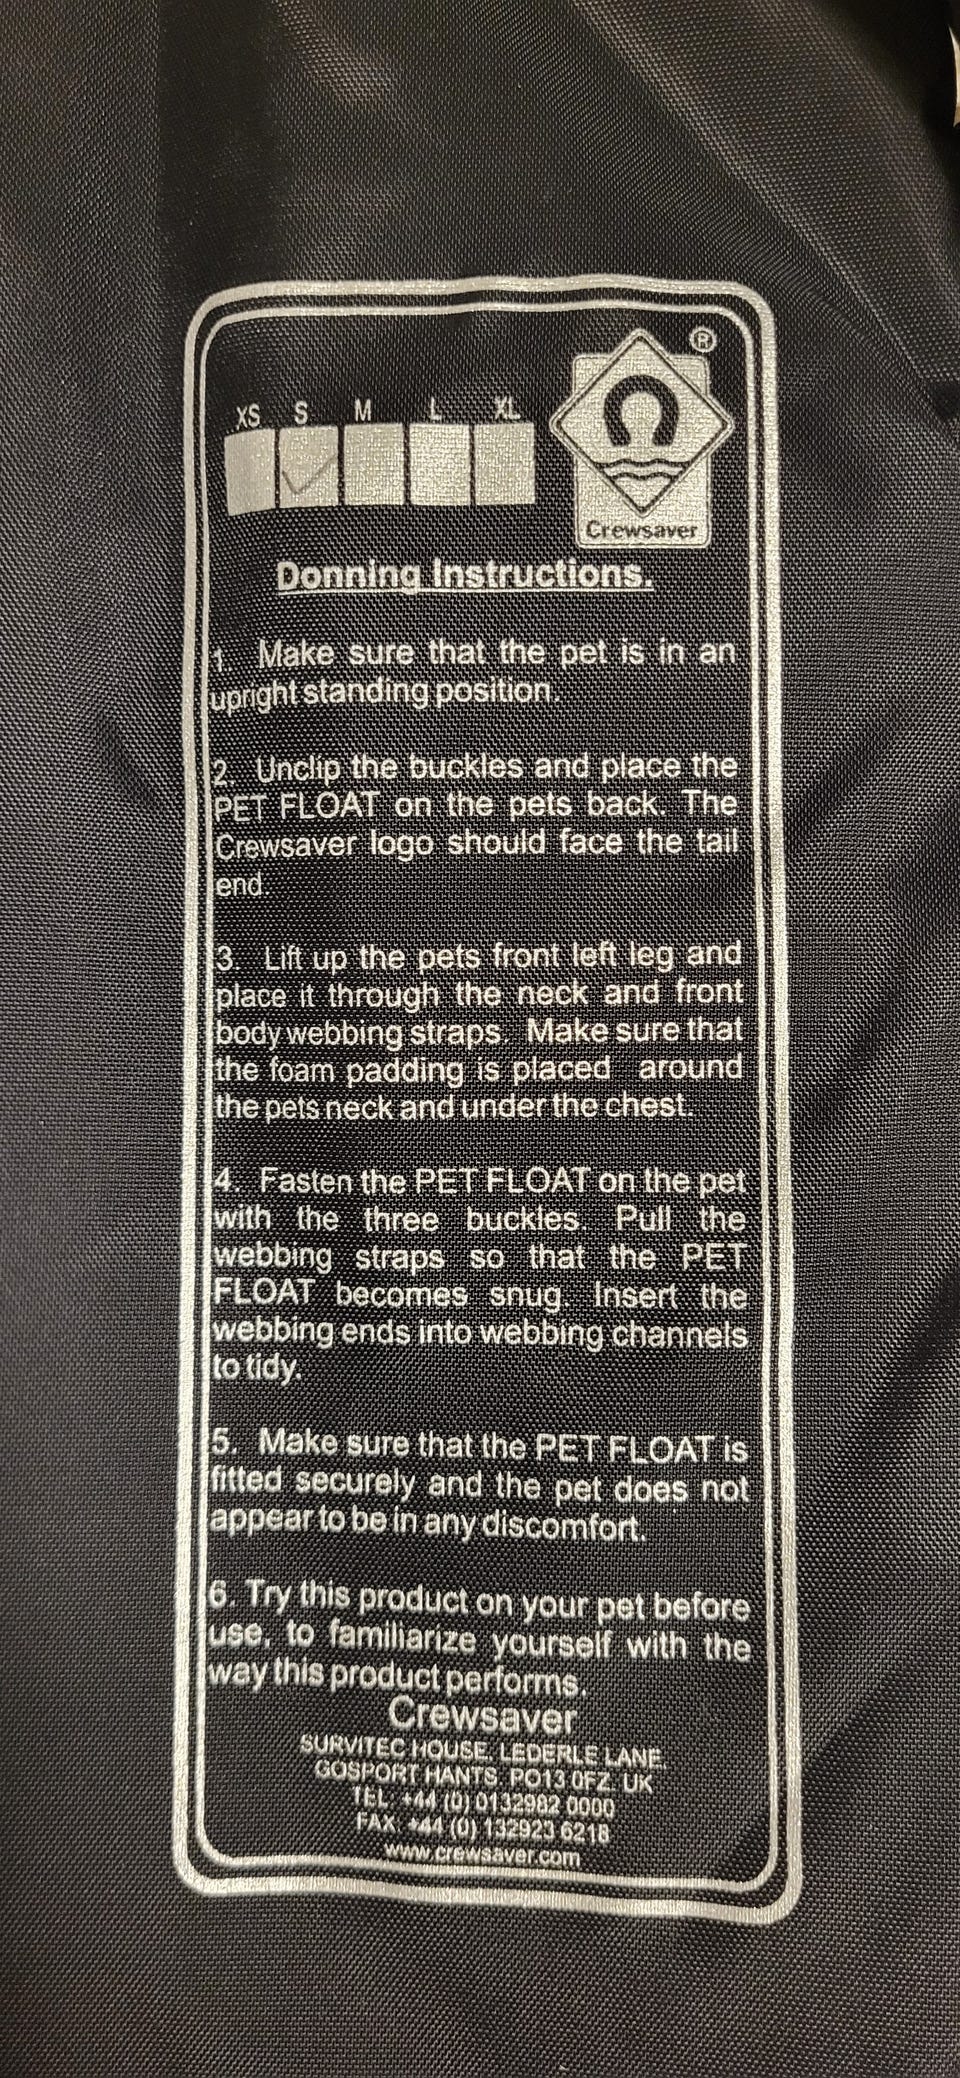 XS S M L XL
®
Crewsaver
Donning Instructions.
1. Make sure that the pet is in an
upright standing position.
2. Unclip the buckles and place the
PET FLOAT on the pets back. The
Crewsaver logo should face the tail
end.
3. Lift up the pets front left leg and
place it through the neck and front
body webbing straps. Make sure that
the foam padding is placed around
the pets neck and under the chest.
4. Fasten the PET FLOAT on the pet
with the three buckles. Pull the
webbing straps so that the PET
FLOAT becomes snug. Insert the
webbing ends into webbing channels
to tidy.
5. Make sure that the PET FLOAT is
fitted securely and the pet does not
appear to be in any discomfort.
6. Try this product on your pet before
use, to familiarize yourself with the
way this product performs.
Crewsaver
SURVITEC HOUSE, LEDERLE LANE,
GOSPORT HANTS. PO13 0FZ. UK
TEL: +44 (0) 0132982 0000
FAX: +44 (0) 132923 6218
www.crewsaver.com